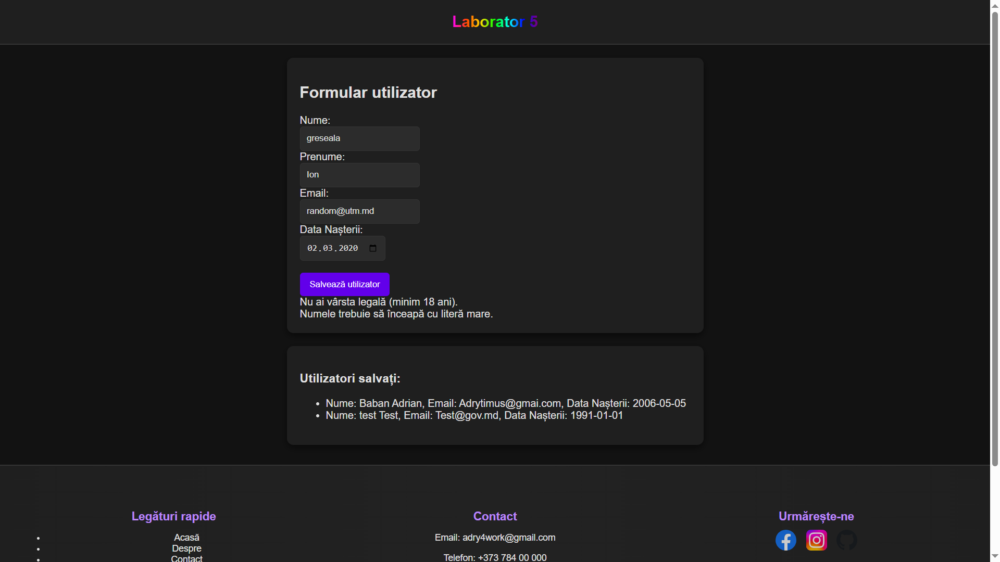 Laborator 5
Formular utilizator
Nume:
greseala
Prenume:
Ion
Email:
random@utm.md
Data Nașterii:
02.03.2020
Salvează utilizator
Nu ai vârsta legală (minim 18 ani).
Numele trebuie să înceapă cu literă mare.
Utilizatori salvați:
Nume: Baban Adrian, Email: Adrytimus@gmai.com, Data Nașterii: 2006-05-05
Nume: test Test, Email: Test@gov.md, Data Nașterii: 1991-01-01
Legături rapide
Acasă
Despre
Contact
Contact
Email: adry4work@gmail.com
Telefon: +373 784 00 000
Urmărește-ne